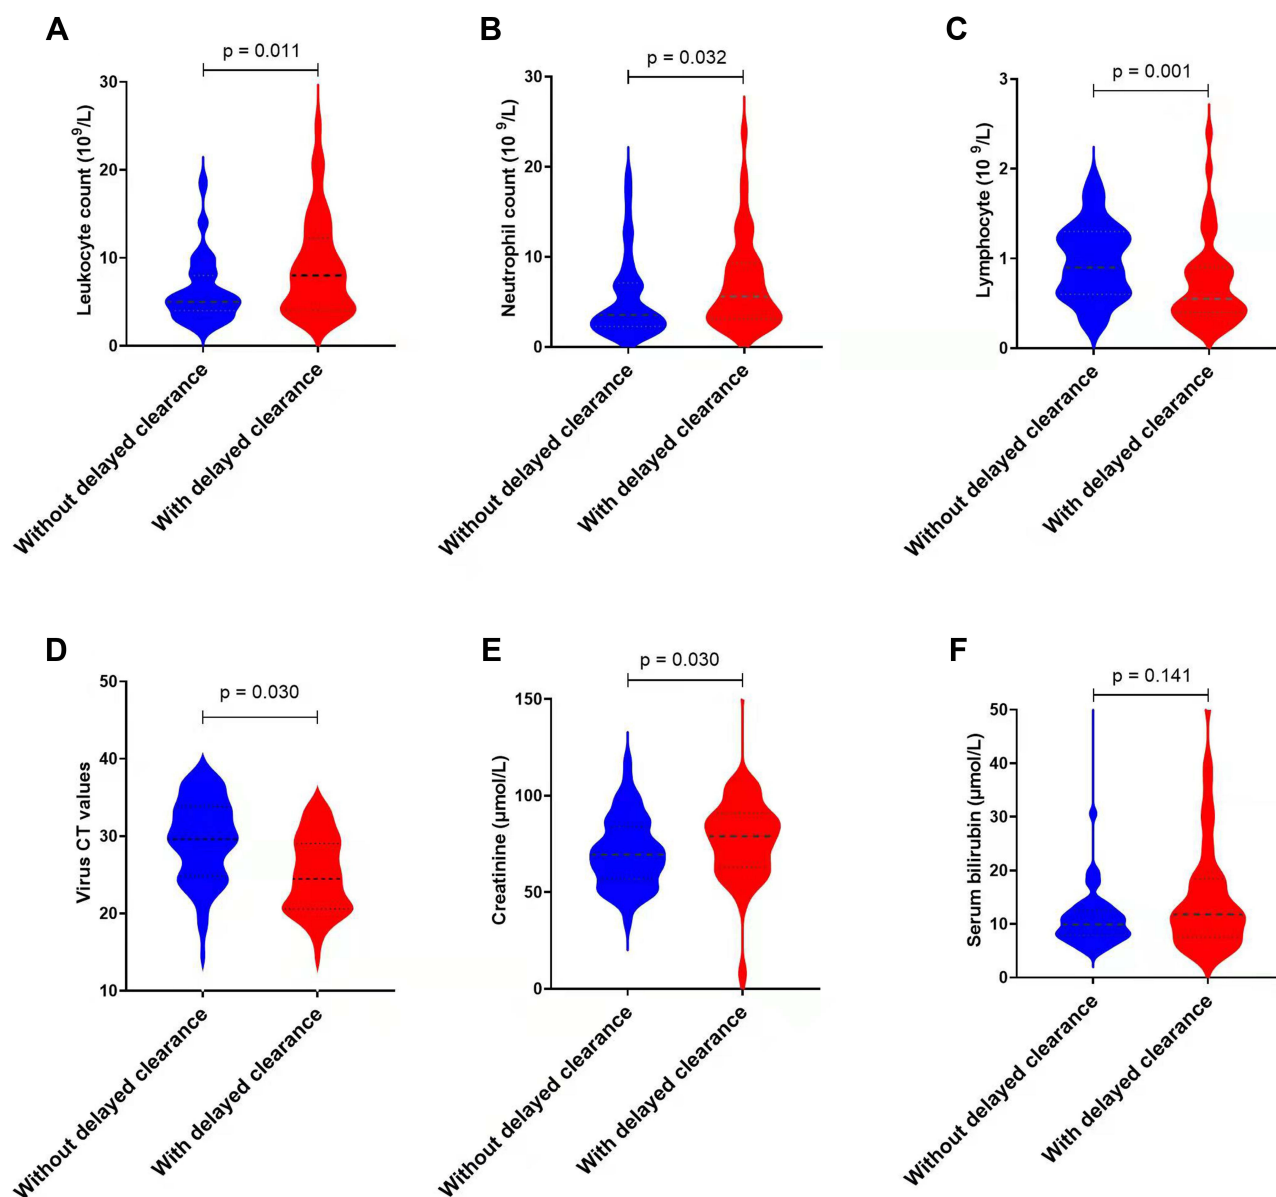 A
p = 0.011
Leukocyte count (10⁹/L)
30
20
10
0
Without delayed clearance
With delayed clearance
B
p = 0.032
Neutrophil count (10 ⁹/L)
30
20
10
0
Without delayed clearance
With delayed clearance
C
p = 0.001
Lymphocyte (10 ⁹/L)
3
2
1
0
Without delayed clearance
With delayed clearance
D
p = 0.030
Virus CT values
50
40
30
20
10
Without delayed clearance
With delayed clearance
E
p = 0.030
Creatinine (μmol/L)
150
100
50
0
Without delayed clearance
With delayed clearance
F
p = 0.141
Serum bilirubin (μmol/L)
50
40
30
20
10
0
Without delayed clearance
With delayed clearance